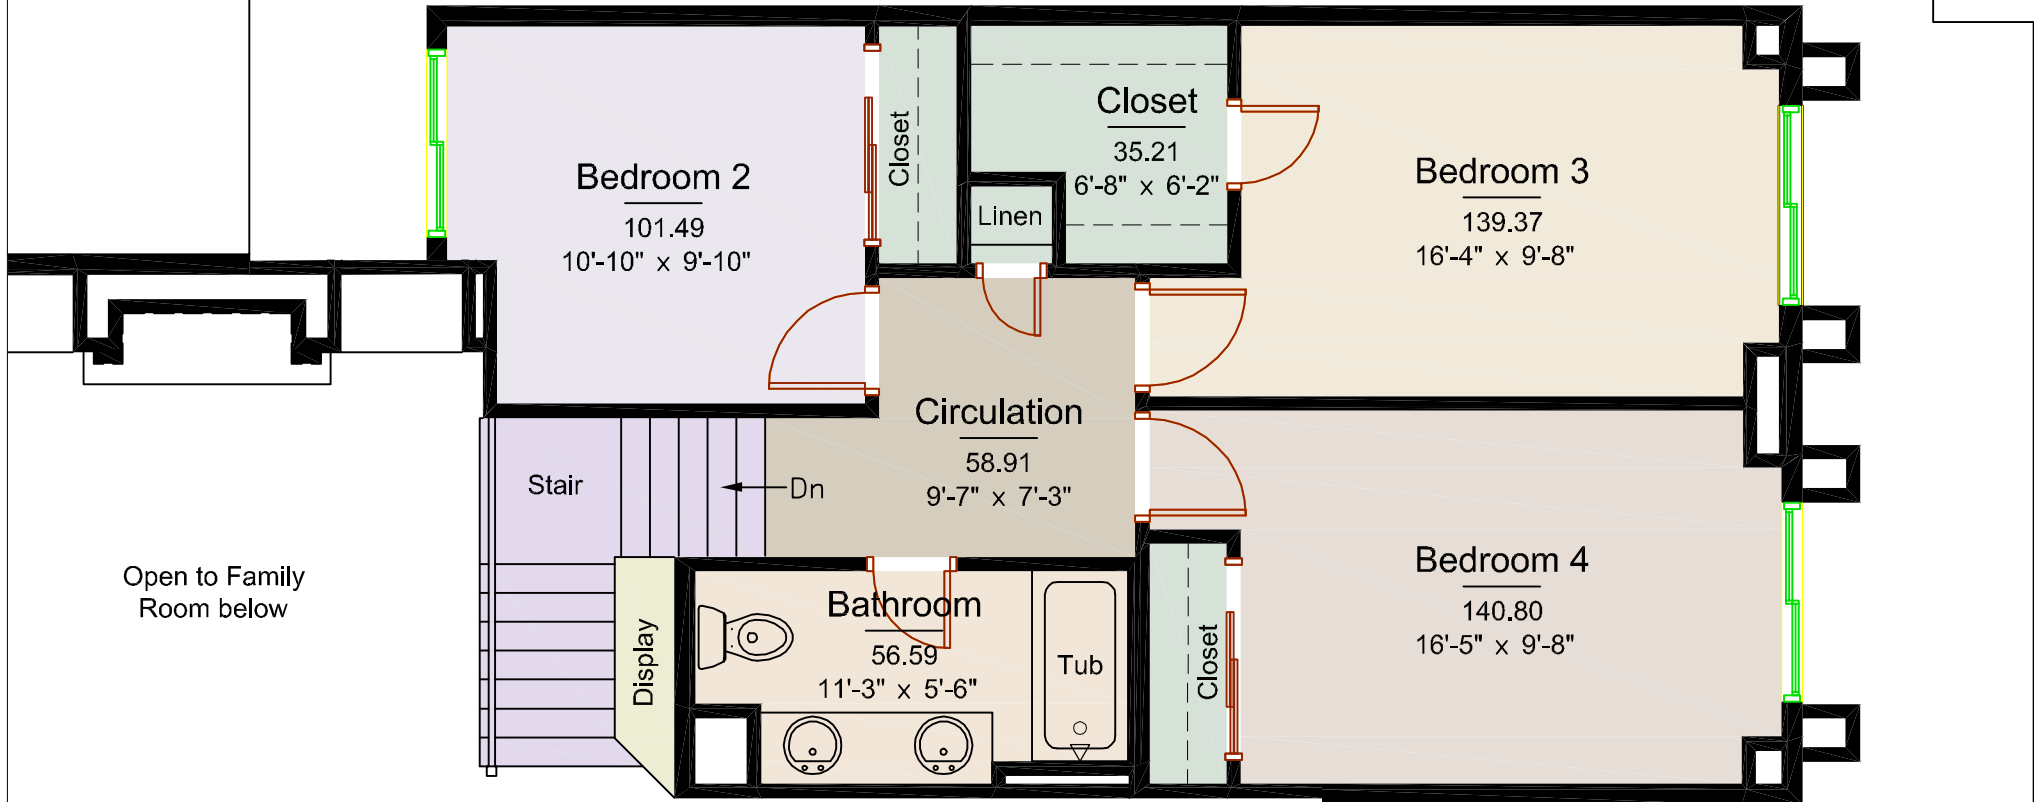 Bedroom 2
101.49
10'-10" x 9'-10"
Closet
Closet
35.21
6'-8" x 6'-2"
Linen
Bedroom 3
139.37
16'-4" x 9'-8"
Circulation
58.91
9'-7" x 7'-3"
Stair
Dn
Open to Family
Room below
Display
Bathroom
56.59
11'-3" x 5'-6"
Tub
Closet
Bedroom 4
140.80
16'-5" x 9'-8"